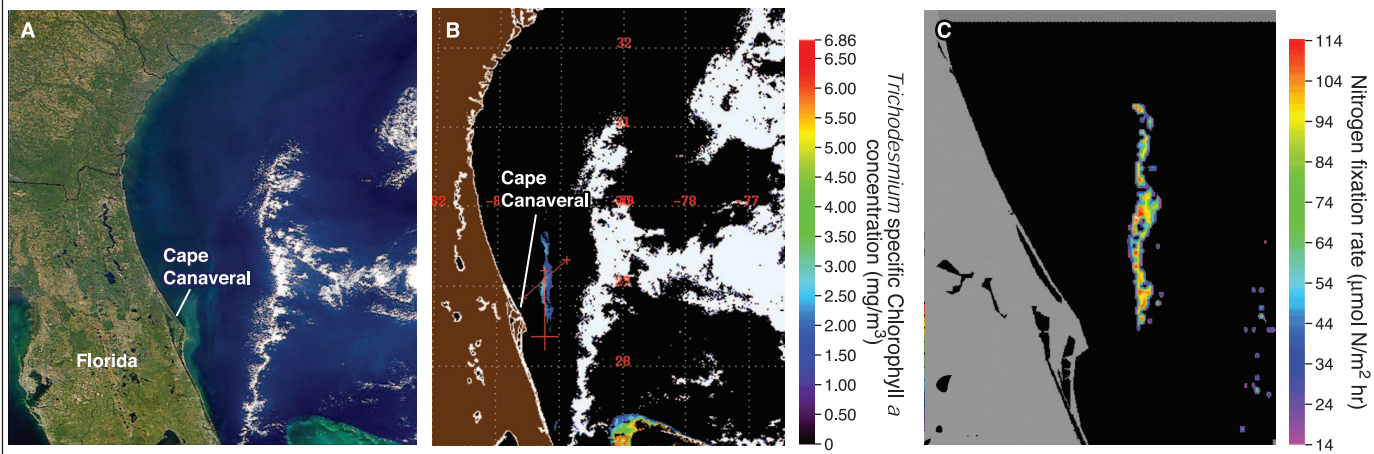 A
Cape
Canaveral
Florida
B
32
31
Cape
Canaveral
-78
-77
29
28
6.86
6.50
6.00
5.50
5.00
4.50
4.00
3.50
3.00
2.50
2.00
1.50
1.00
0.50
0
Trichodesmium specific Chlorophyll a
concentration (mg/m³)
C
114
104
94
84
74
64
54
44
34
24
14
Nitrogen fixation rate (µmol N/m² hr)